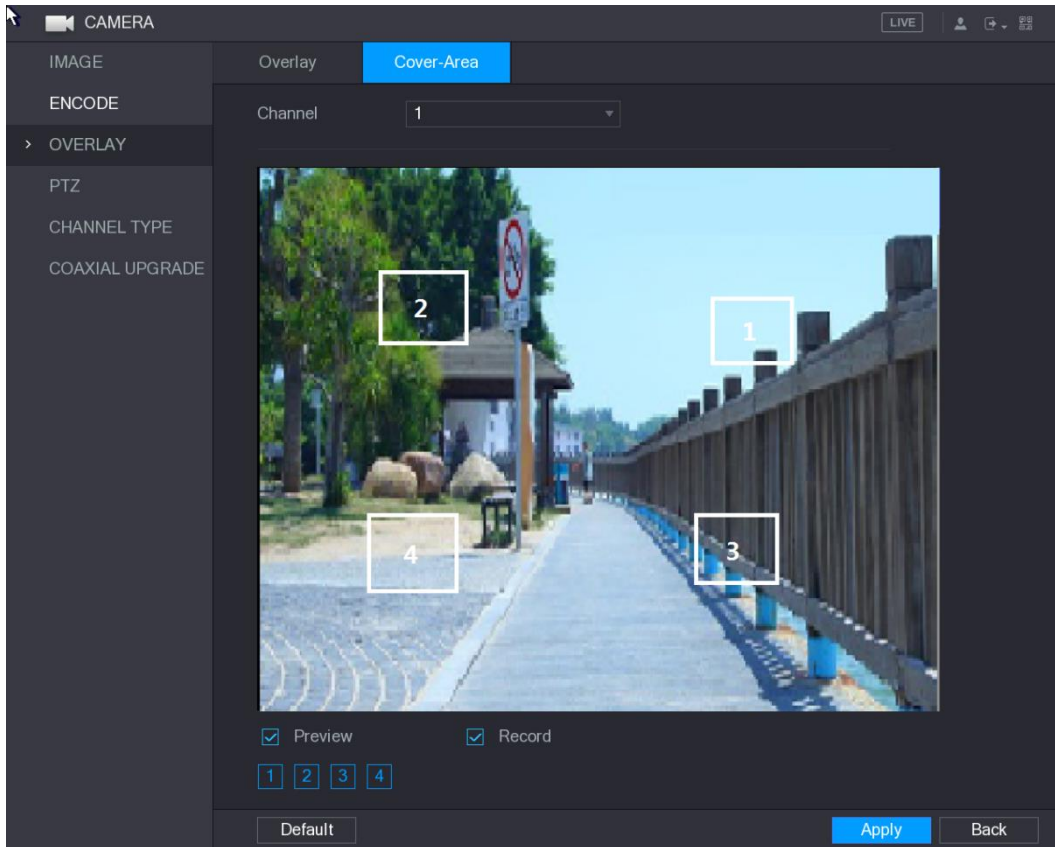 CAMERA
LIVE
IMAGE
ENCODE
> OVERLAY
PTZ
CHANNEL TYPE
COAXIAL UPGRADE
Overlay Cover-Area
Channel 1
2
1
4
3
Preview Record
1 2 3 4
Default Apply Back